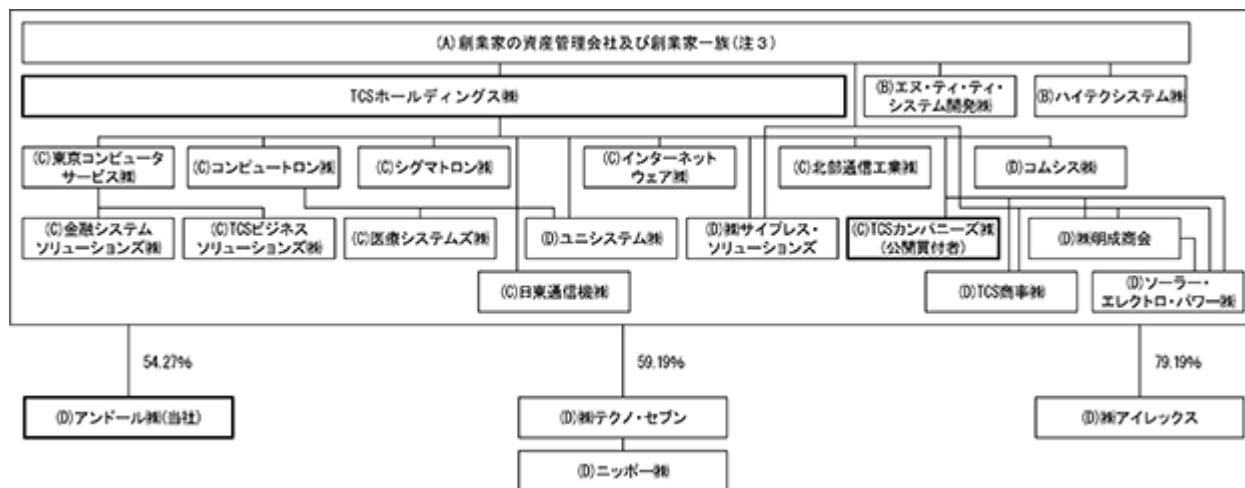 (A)創業家の資産管理会社及び創業家一族(注3)
TCSホールディングス㈱
(B)エヌ・ティ・ティ・
システム開発㈱
(B)ハイテクシステム㈱
(C)東京コンピュータ
サービス㈱
(C)コンピュートロン㈱
(C)シグマトロン㈱
(C)インターネット
ウェア㈱
(C)北部通信工業㈱
(D)コムシス㈱
(C)金融システム
ソリューションズ㈱
(C)TCSビジネス
ソリューションズ㈱
(C)医療システムズ㈱
(D)ユニシステム㈱
(D)㈱サイプレス・
ソリューションズ
(C)TCSカンパニーズ㈱
(公開買付者)
(D)㈱明成商会
(C)日東通信機㈱
(D)TCS商事㈱
(D)ソーラー・
エレクトロ・パワー㈱
54.27%
59.19%
79.19%
(D)アンドール㈱(当社)
(D)㈱テクノ・セブン
(D)㈱アイレックス
(D)ニッポー㈱